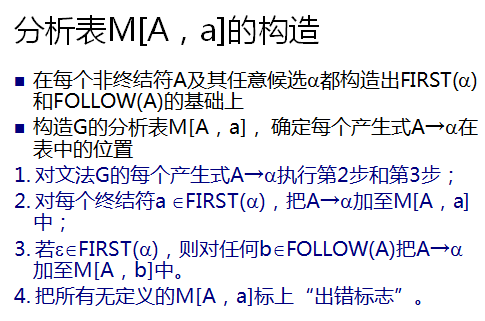 分析表M[A，a]的构造
■ 在每个非终结符A及其任意候选α都构造出FIRST(α)
和FOLLOW(A)的基础上
■ 构造G的分析表M[A，a]，确定每个产生式A→α在
表中的位置
1. 对文法G的每个产生式A→α执行第2步和第3步；
2. 对每个终结符a∈FIRST(α)，把A→α加至M[A，a]
中；
3. 若ε∈FIRST(α)，则对任何b∈FOLLOW(A)把A→α
加至M[A，b]中。
4. 把所有无定义的M[A，a]标上“出错标志”。